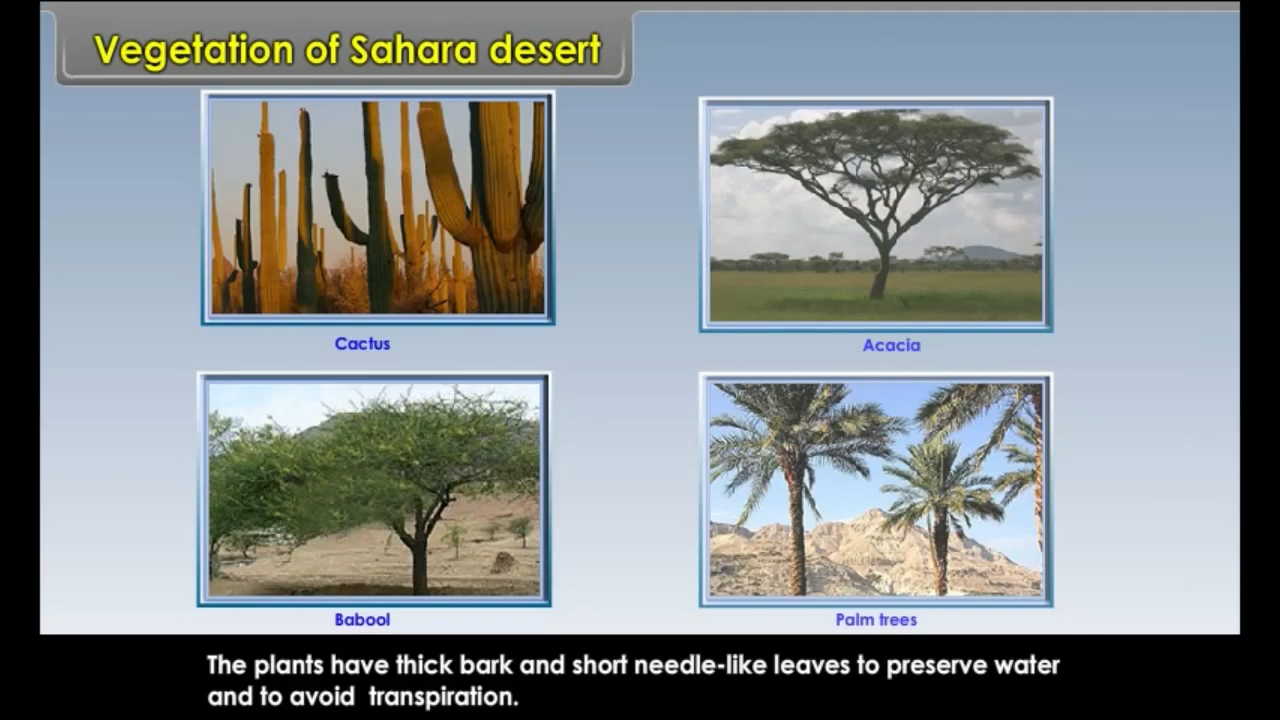 Vegetation of Sahara desert
Cactus
Acacia
Babool
Palm trees
The plants have thick bark and short needle-like leaves to preserve water
and to avoid transpiration.